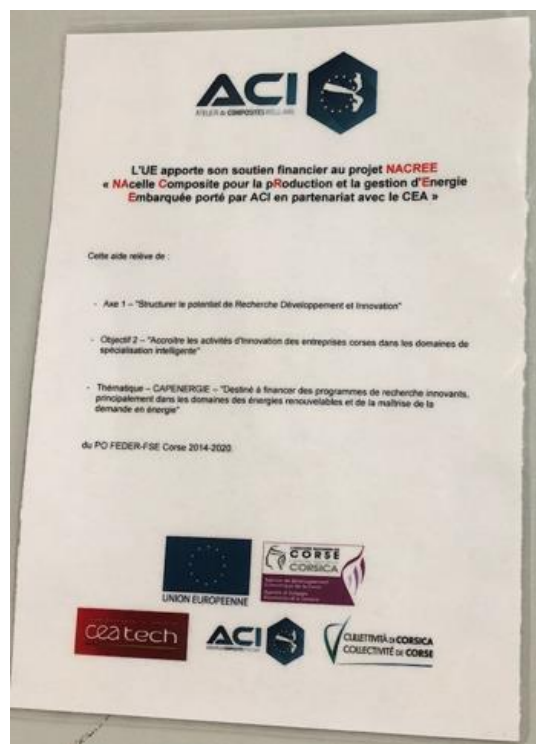 ACI
L'UE apporte son soutien financier au projet NACREE
« NAcelle Composite pour la pRoduction et la gestion d'Energie
Embarquée porté par ACI en partenariat avec le CEA »
Cette aide relève de :
- Axe 1 – "Structurer le potentiel de Recherche Développement et Innovation"
- Objectif 2 – "Accroitre les activités d'Innovation des entreprises corses dans les domaines de
spécialisation intelligente"
- Thématique – CAPENERGIE – "Destiné à financer des programmes de recherche innovants,
principalement dans les domaines des énergies renouvelables et de la maîtrise de la
demande en énergie"
du PO FEDER-FSE Corse 2014-2020.
UNION EUROPEENNE
CORSE
CORSICA
ceatech
ACI
CULLETTIVITÀ DI CORSICA
COLLECTIVITÉ DE CORSE